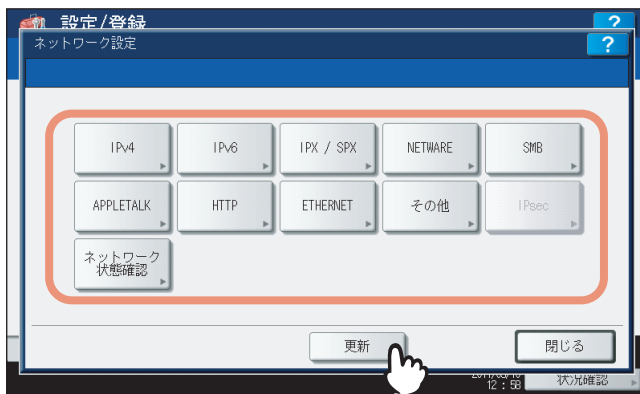 設定/登録
?
ネットワーク設定
?
IPv4
IPv6
IPX / SPX
NETWARE
SMB
APPLETALK
HTTP
ETHERNET
その他
IPsec
ネットワーク
状態確認
更新
閉じる
12:58
状況確認